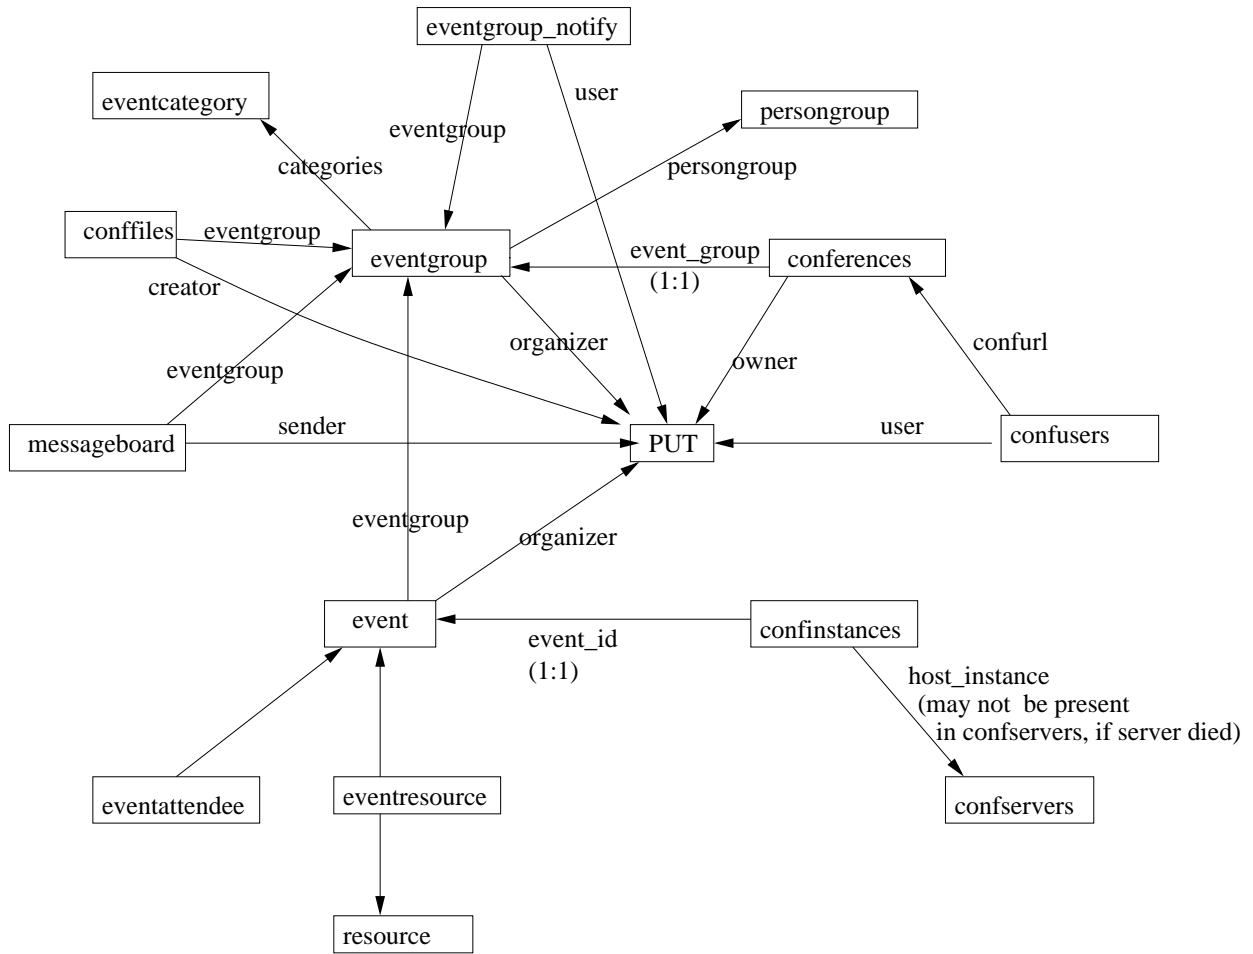 eventgroup_notify
eventcategory
user
persongroup
eventgroup
categories
persongroup
conffiles
eventgroup
eventgroup
event_group
(1:1)
conferences
creator
organizer
owner
confurl
eventgroup
messageboard
sender
PUT
user
confusers
eventgroup
organizer
event
event_id
(1:1)
confinstances
host_instance
(may not be present
in confservers, if server died)
eventattendee
eventresource
confservers
resource